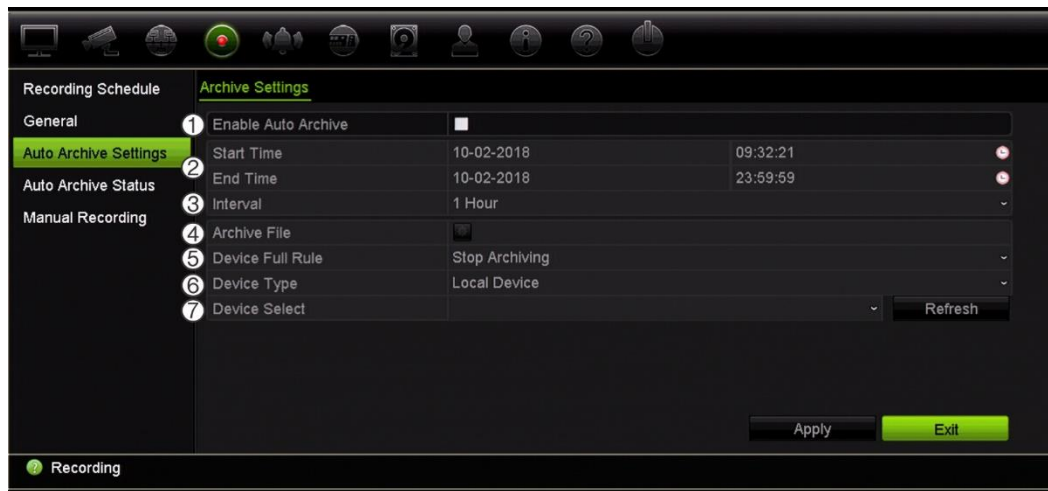 Recording Schedule
General
Auto Archive Settings
Auto Archive Status
Manual Recording
Archive Settings
① Enable Auto Archive
② Start Time 10-02-2018 09:32:21
End Time 10-02-2018 23:59:59
③ Interval 1 Hour
④ Archive File
⑤ Device Full Rule Stop Archiving
⑥ Device Type Local Device
⑦ Device Select Refresh
Apply Exit
Recording